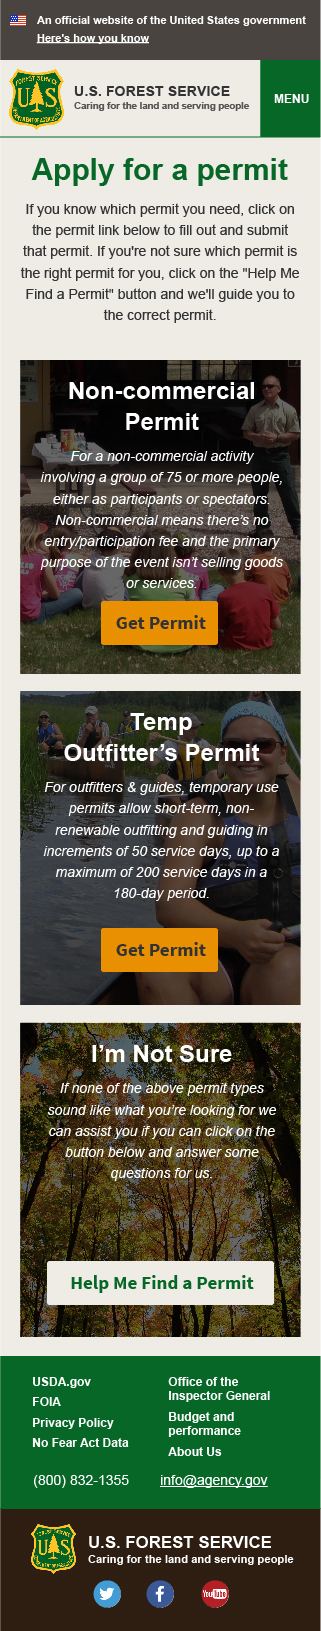 An official website of the United States government
Here's how you know
FOREST SERVICE
U S
DEPARTMENT OF AGRICULTURE
U.S. FOREST SERVICE
Caring for the land and serving people
MENU
Apply for a permit
If you know which permit you need, click on
the permit link below to fill out and submit
that permit. If you're not sure which permit is
the right permit for you, click on the "Help Me
Find a Permit" button and we'll guide you to
the correct permit.
Non-commercial
Permit
For a non-commercial activity
involving a group of 75 or more people,
either as participants or spectators.
Non-commercial means there’s no
entry/participation fee and the primary
purpose of the event isn’t selling goods
or services.
Get Permit
Temp
Outfitter’s Permit
For outfitters & guides, temporary use
permits allow short-term, non-
renewable outfitting and guiding in
increments of 50 service days, up to a
maximum of 200 service days in a
180-day period.
Get Permit
I’m Not Sure
If none of the above permit types
sound like what you’re looking for we
can assist you if you can click on the
button below and answer some
questions for us.
Help Me Find a Permit
USDA.gov
FOIA
Privacy Policy
No Fear Act Data
Office of the
Inspector General
Budget and
performance
About Us
(800) 832-1355
info@agency.gov
FOREST SERVICE
U S
DEPARTMENT OF AGRICULTURE
U.S. FOREST SERVICE
Caring for the land and serving people
YouTube